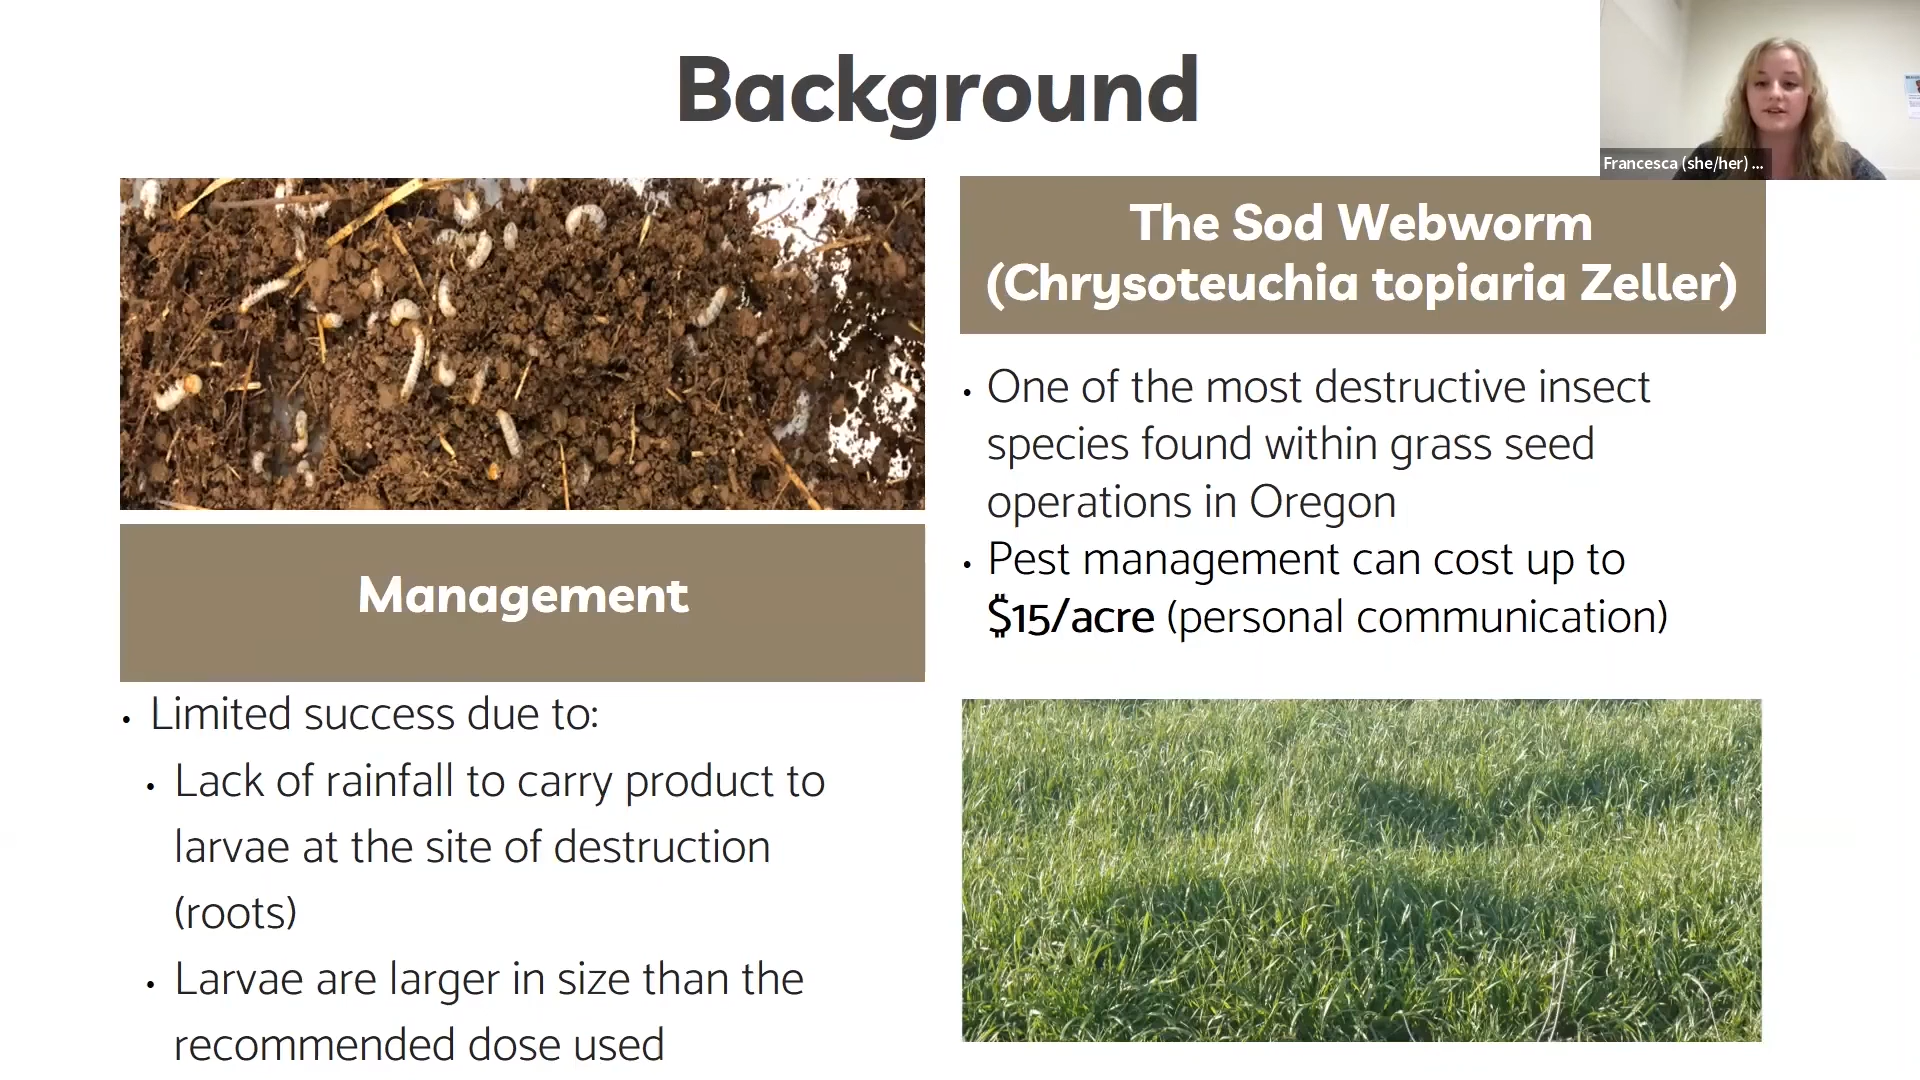 Background
Francesca (she/her) ...
The Sod Webworm
(Chrysoteuchia topiaria Zeller)
• One of the most destructive insect
species found within grass seed
operations in Oregon
• Pest management can cost up to
$15/acre (personal communication)
Management
• Limited success due to:
• Lack of rainfall to carry product to
larvae at the site of destruction
(roots)
• Larvae are larger in size than the
recommended dose used